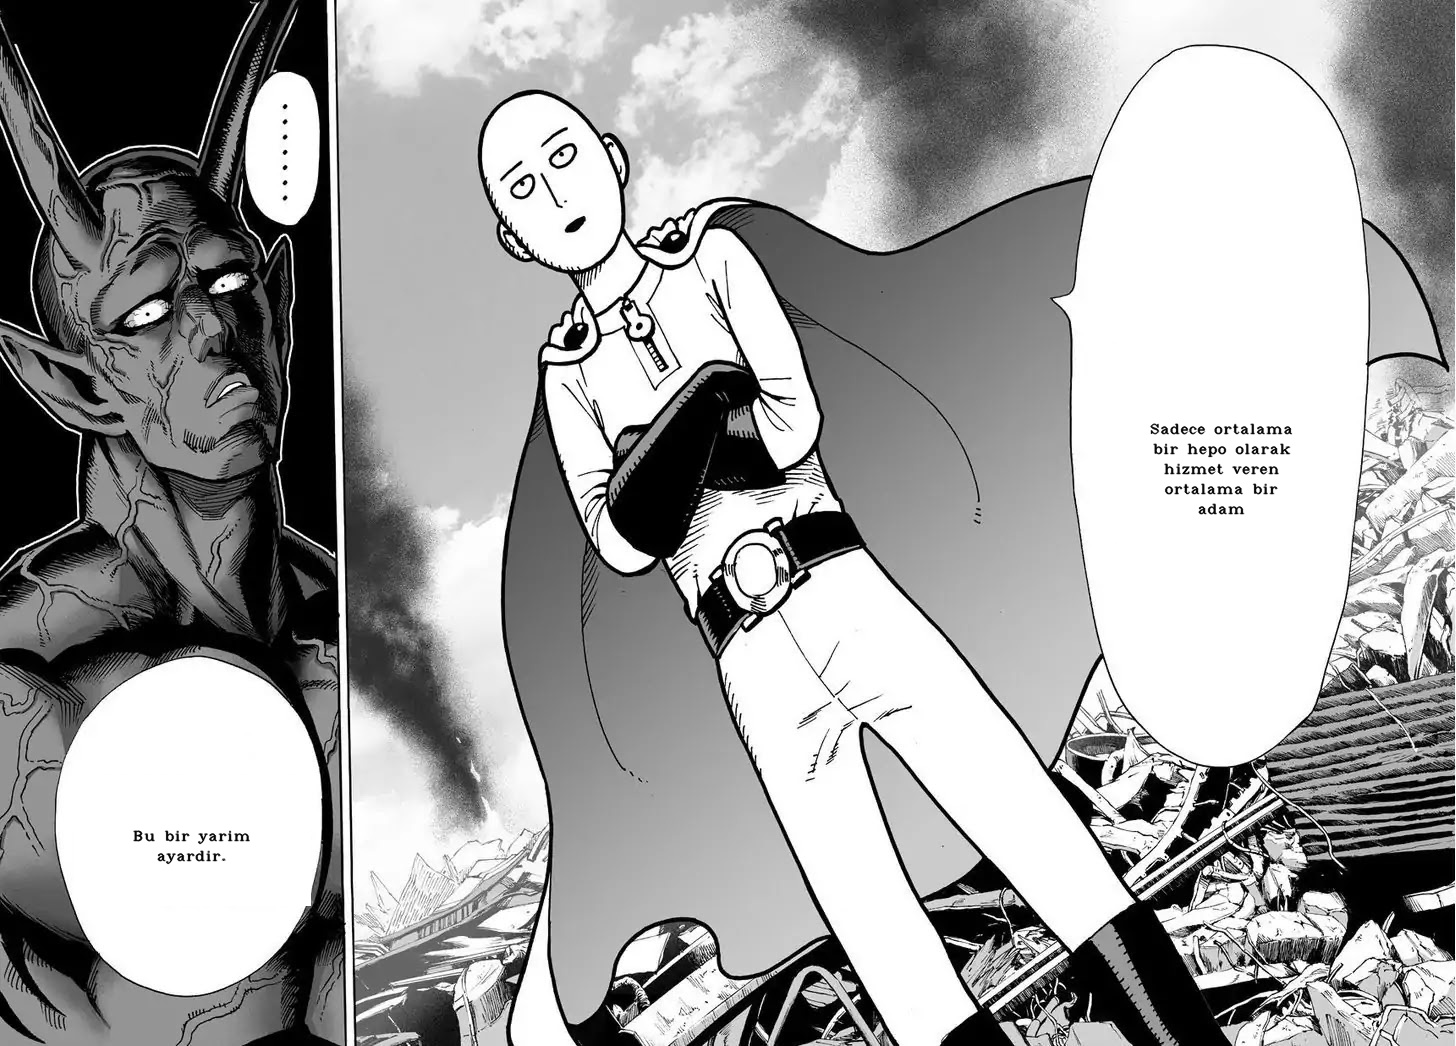 Sadece ortalama
bir hepo olarak
hizmet veren
ortalama bir
adam
.......
Bu bir yarim
ayardir.